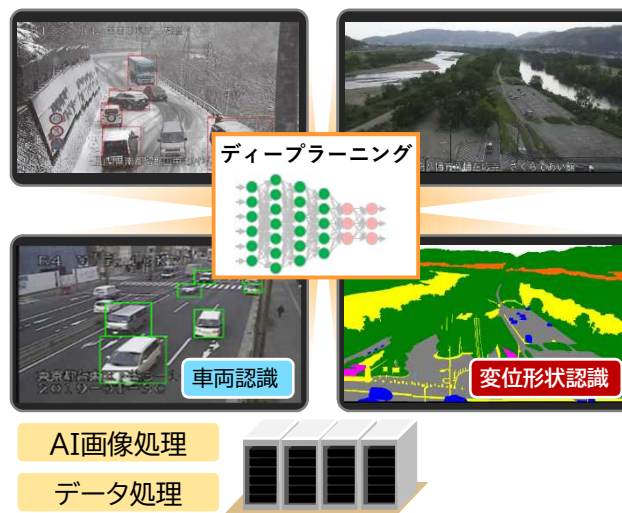 ディープラーニング
車両認識
変位形状認識
AI画像処理
データ処理